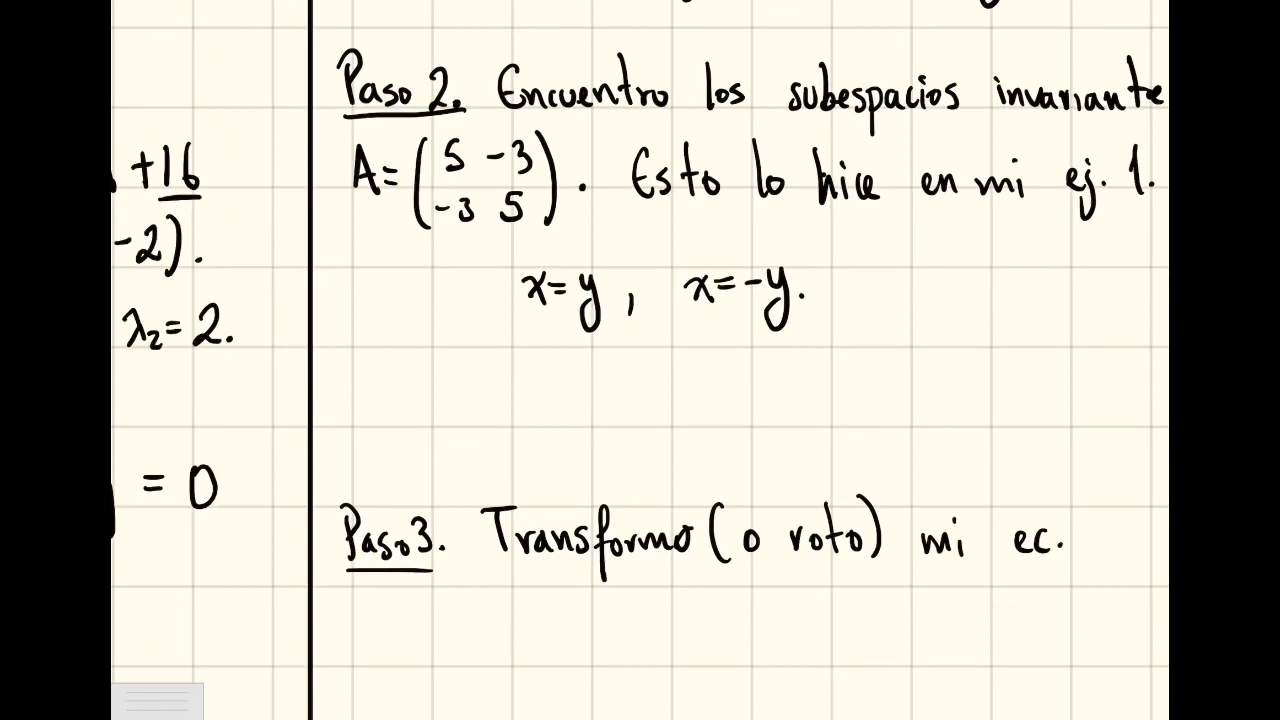 +16
-2).
λ₂=2.
= 0
Paso 2. Encuentro los subespacios invariante
A= (5 -3
-3 5). Esto lo hice en mi ej. 1.
x=y, x=-y.
Paso 3. Transformo (o roto) mi ec.